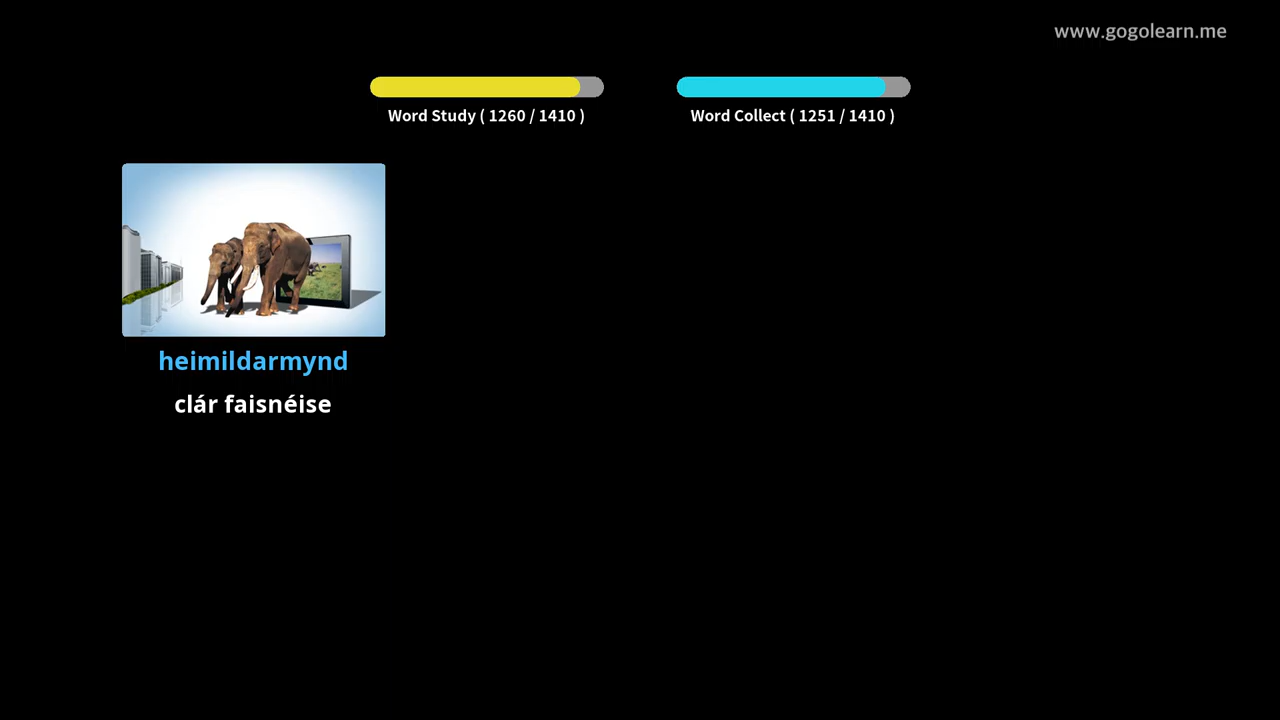 www.gogolearn.me
Word Study ( 1260 / 1410 )
Word Collect ( 1251 / 1410 )
heimildarmynd
clár faisnéise